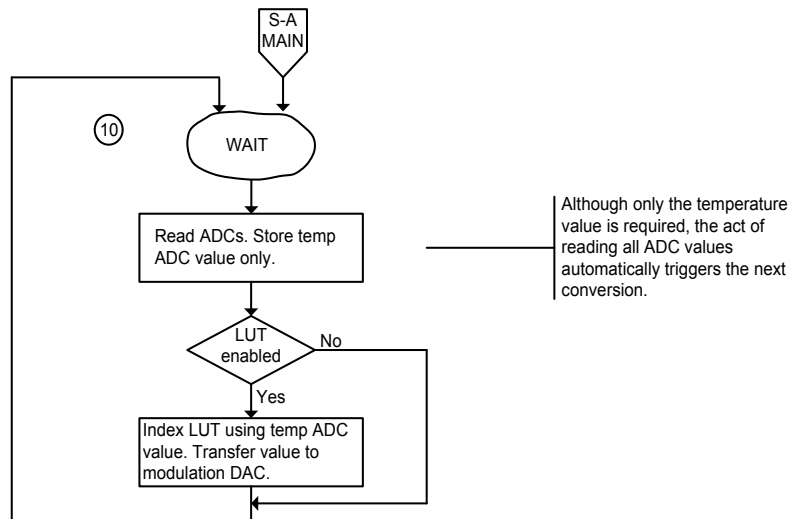 S-A
MAIN
10
WAIT
Read ADCs. Store temp
ADC value only.
Although only the temperature
value is required, the act of
reading all ADC values
automatically triggers the next
conversion.
LUT
enabled
No
Yes
Index LUT using temp ADC
value. Transfer value to
modulation DAC.